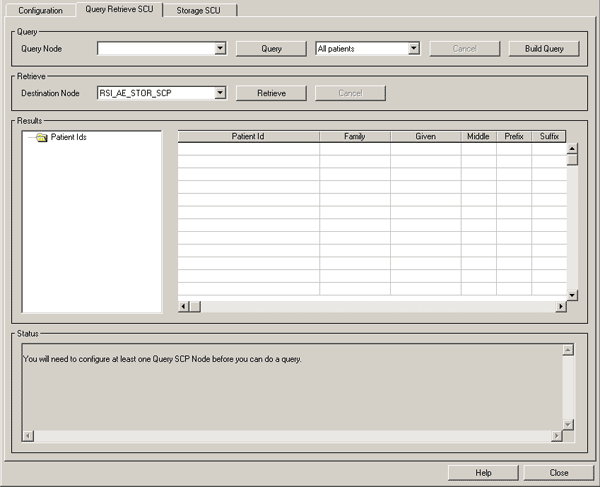 Configuration Query Retrieve SCU Storage SCU
Query
Query Node Query All patients Cancel Build Query
Retrieve
Destination Node RSI_AE_STOR_SCP Retrieve Cancel
Results
Patient Ids Patient Id Family Given Middle Prefix Suffix
Status
You will need to configure at least one Query SCP Node before you can do a query.
Help Close